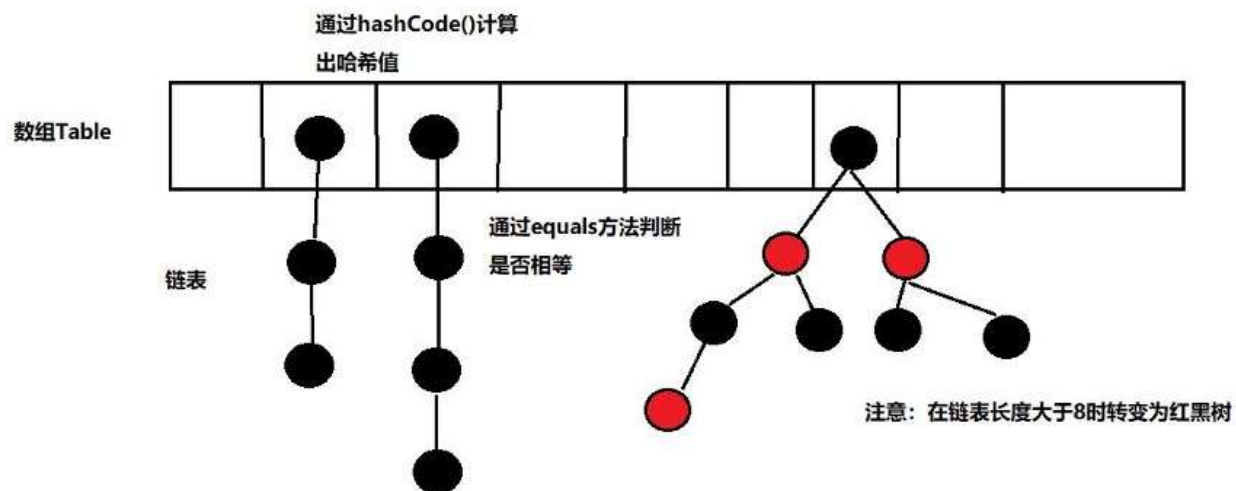 通过hashCode()计算
出哈希值
数组Table
通过equals方法判断
是否相等
链表
注意：在链表长度大于8时转变为红黑树